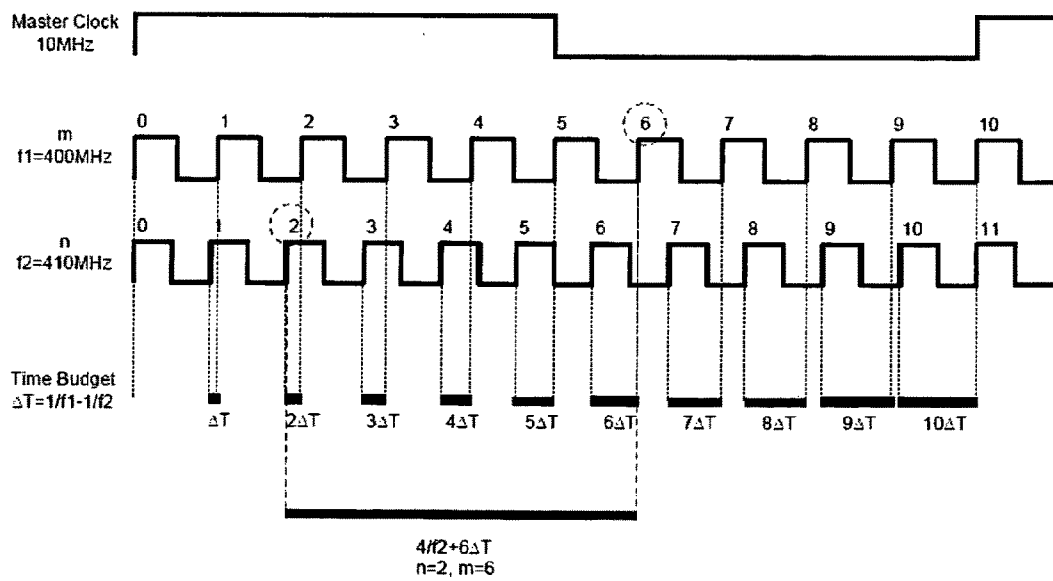 Master Clock
10MHz
0 1 2 3 4 5 6 7 8 9 10
m
f1=400MHz
0 1 2 3 4 5 6 7 8 9 10 11
n
f2=410MHz
Time Budget
ΔT=1/f1-1/f2
ΔT 2ΔT 3ΔT 4ΔT 5ΔT 6ΔT 7ΔT 8ΔT 9ΔT 10ΔT
4/f2+6ΔT
n=2, m=6